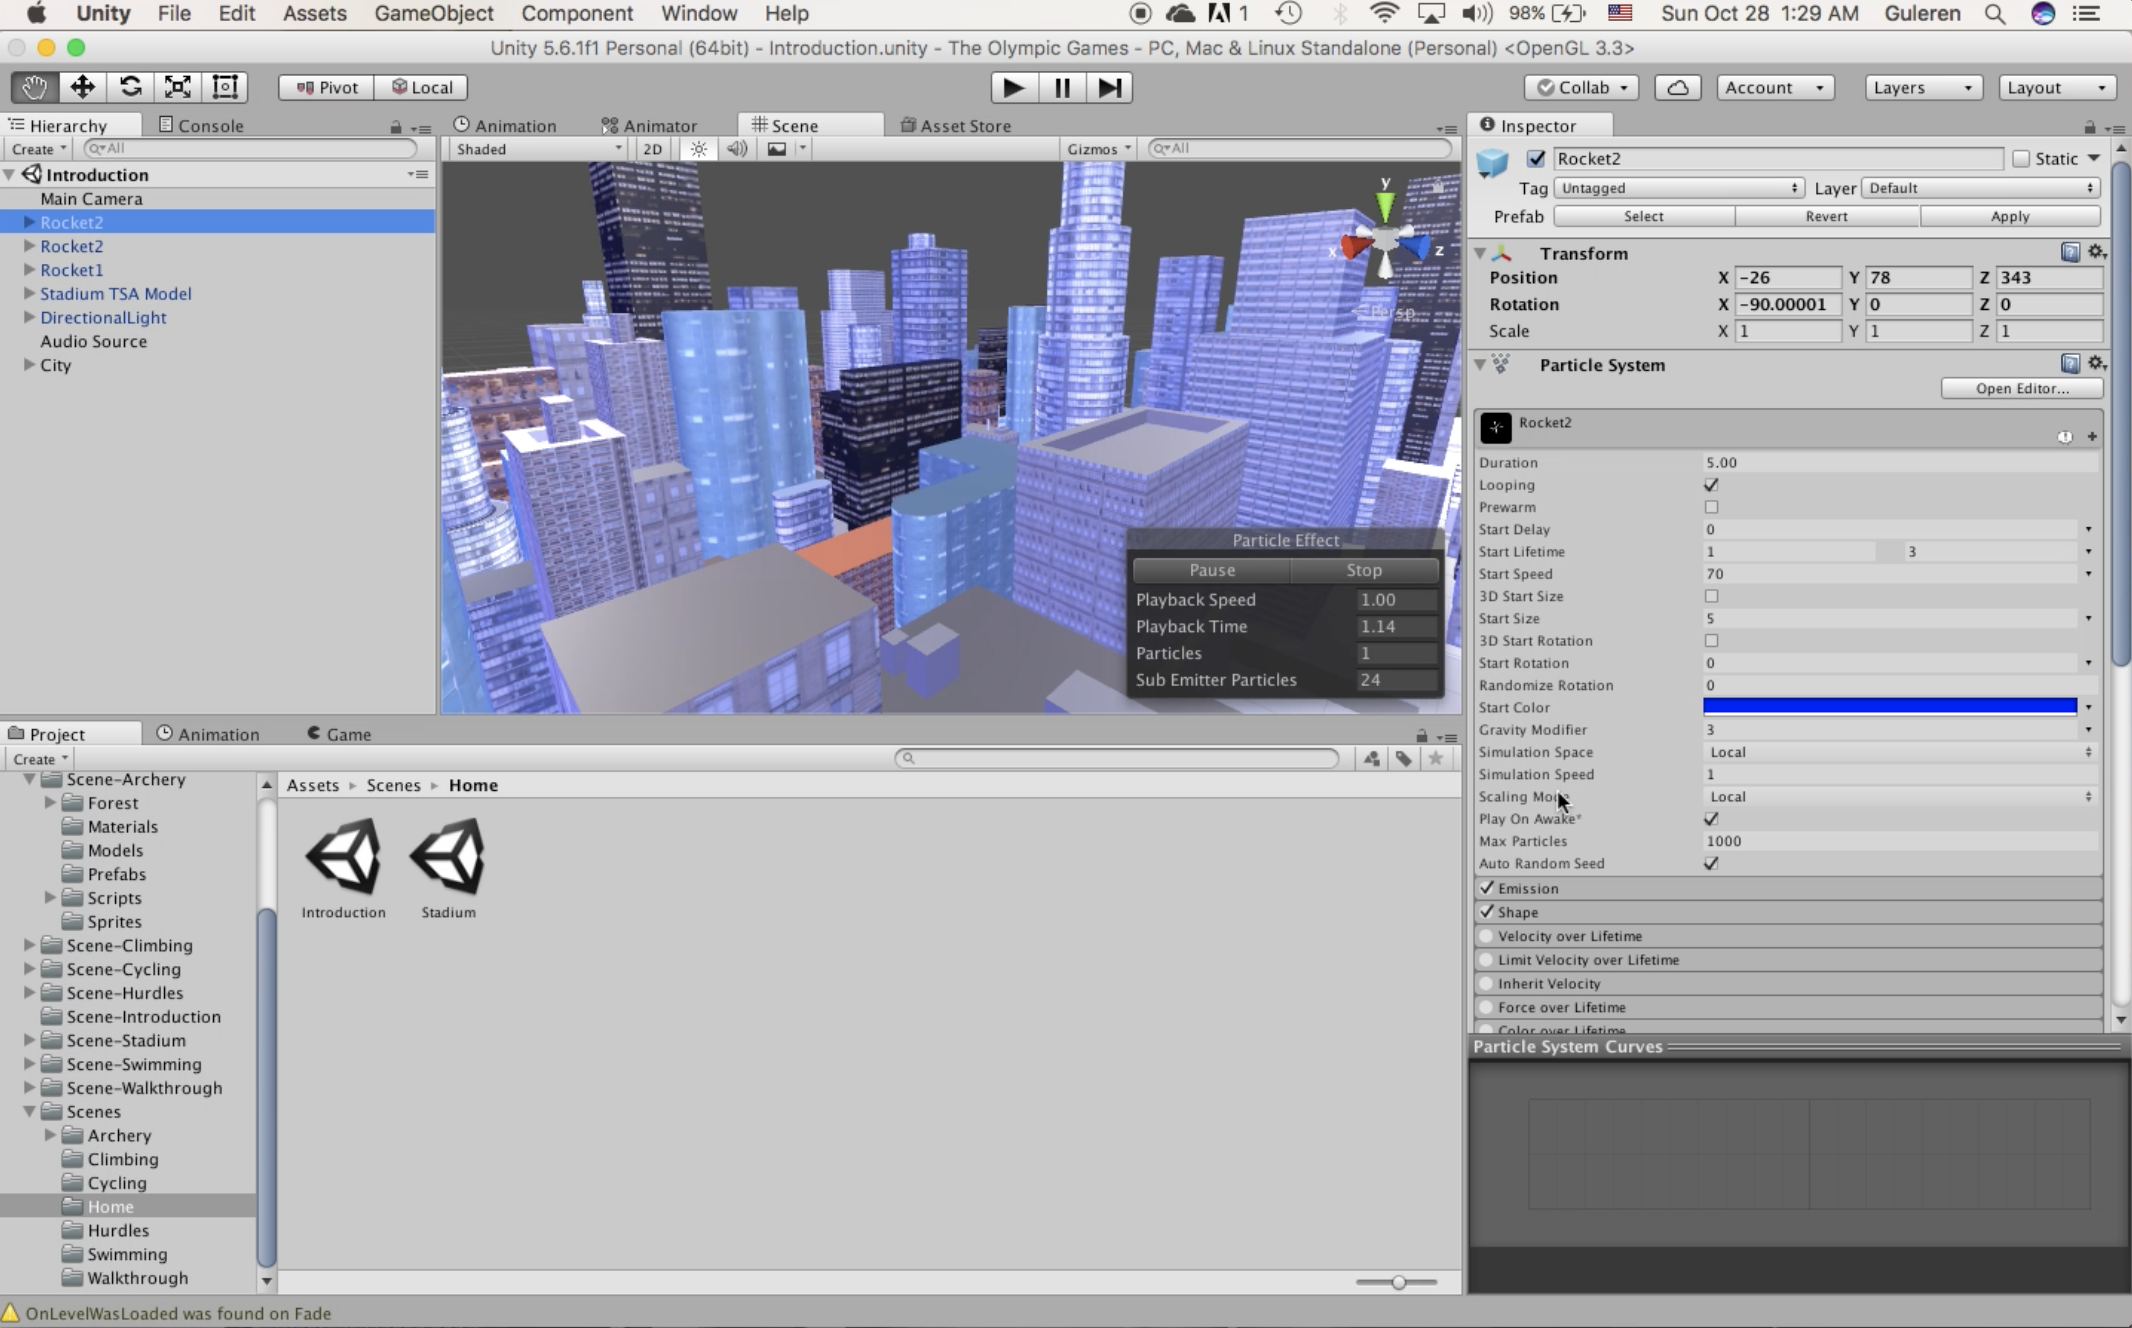 Unity File Edit Assets GameObject Component Window Help 1 98% Sun Oct 28 1:29 AM Guleren
Unity 5.6.1f1 Personal (64bit) - Introduction.unity - The Olympic Games - PC, Mac & Linux Standalone (Personal) <OpenGL 3.3>
Pivot Local Collab Account Layers Layout
Hierarchy Console
Create All
Introduction
Main Camera
Rocket2
Rocket2
Rocket1
Stadium TSA Model
DirectionalLight
Audio Source
City
Animation Animator Scene Asset Store
Shaded 2D Gizmos All
y
x z
Persp
Particle Effect
Pause Stop
Playback Speed 1.00
Playback Time 1.14
Particles 1
Sub Emitter Particles 24
Inspector
Rocket2 Static
Tag Untagged Layer Default
Prefab Select Revert Apply
Transform
Position X -26 Y 78 Z 343
Rotation X -90.00001 Y 0 Z 0
Scale X 1 Y 1 Z 1
Particle System
Open Editor...
Rocket2
Duration 5.00
Looping
Prewarm
Start Delay 0
Start Lifetime 1 3
Start Speed 70
3D Start Size
Start Size 5
3D Start Rotation
Start Rotation 0
Randomize Rotation 0
Start Color
Gravity Modifier 3
Simulation Space Local
Simulation Speed 1
Scaling Local
Play On Awake*
Max Particles 1000
Auto Random Seed
Emission
Shape
Velocity over Lifetime
Limit Velocity over Lifetime
Inherit Velocity
Force over Lifetime
Color over Lifetime
Particle System Curves
Project Animation Game
Create
Scene-Archery
Forest
Materials
Models
Prefabs
Scripts
Sprites
Scene-Climbing
Scene-Cycling
Scene-Hurdles
Scene-Introduction
Scene-Stadium
Scene-Swimming
Scene-Walkthrough
Scenes
Archery
Climbing
Cycling
Home
Hurdles
Swimming
Walkthrough
Assets Scenes Home
Introduction Stadium
OnLevelWasLoaded was found on Fade